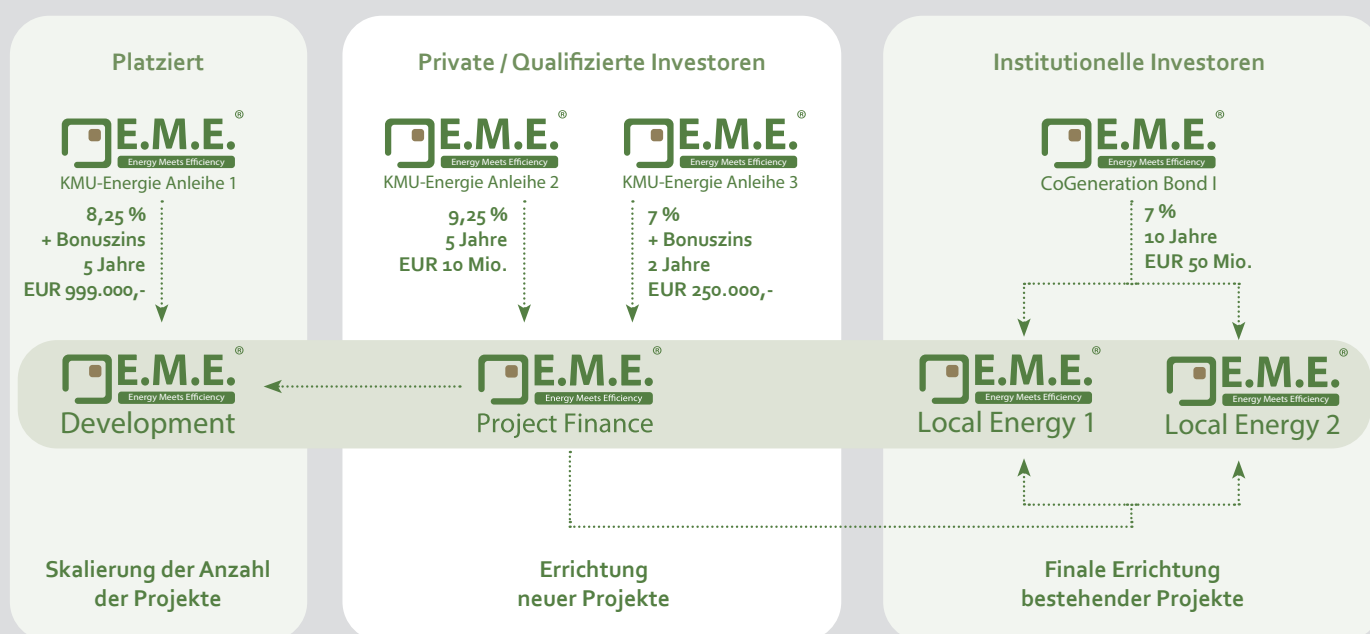 Platziert
E.M.E.®
Energy Meets Efficiency
KMU-Energie Anleihe 1
8,25 %
+ Bonuszins
5 Jahre
EUR 999.000,-
E.M.E.®
Energy Meets Efficiency
Development
Skalierung der Anzahl
der Projekte
Private / Qualifizierte Investoren
E.M.E.®
Energy Meets Efficiency
KMU-Energie Anleihe 2
9,25 %
5 Jahre
EUR 10 Mio.
E.M.E.®
Energy Meets Efficiency
KMU-Energie Anleihe 3
7 %
+ Bonuszins
2 Jahre
EUR 250.000,-
E.M.E.®
Energy Meets Efficiency
Project Finance
Errichtung
neuer Projekte
Institutionelle Investoren
E.M.E.®
Energy Meets Efficiency
CoGeneration Bond I
7 %
10 Jahre
EUR 50 Mio.
E.M.E.®
Energy Meets Efficiency
Local Energy 1
E.M.E.®
Energy Meets Efficiency
Local Energy 2
Finale Errichtung
bestehender Projekte